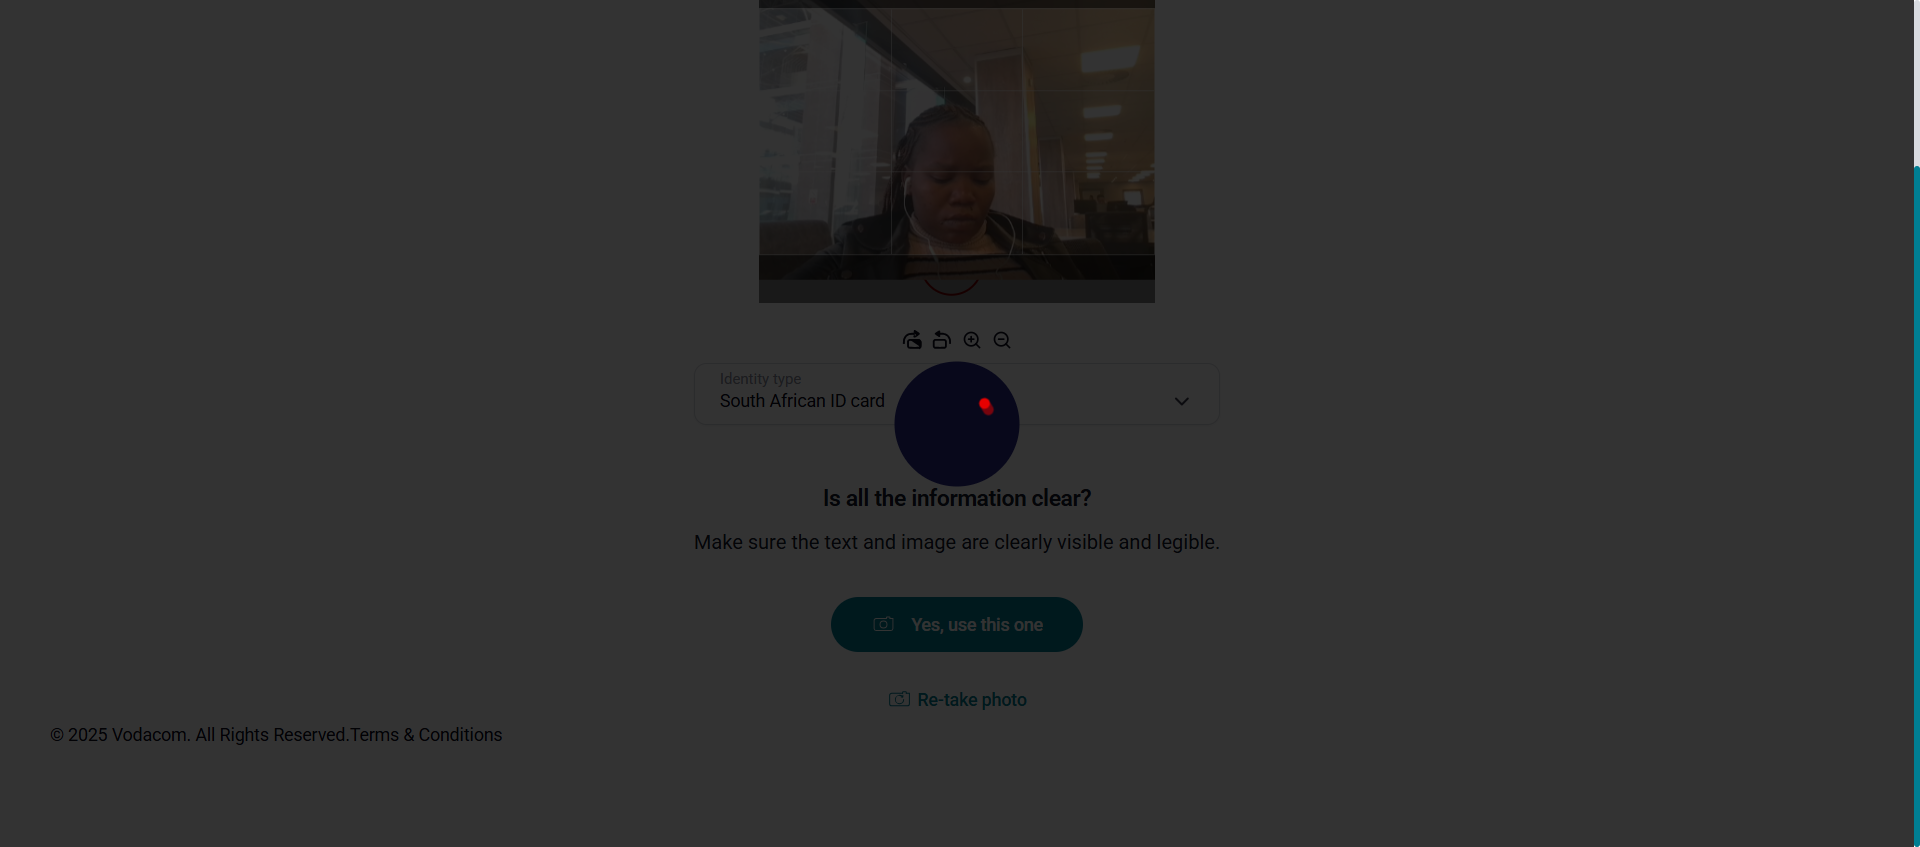 Identity type
South African ID card
Is all the information clear?
Make sure the text and image are clearly visible and legible.
Yes, use this one
Re-take photo
© 2025 Vodacom. All Rights Reserved.Terms & Conditions